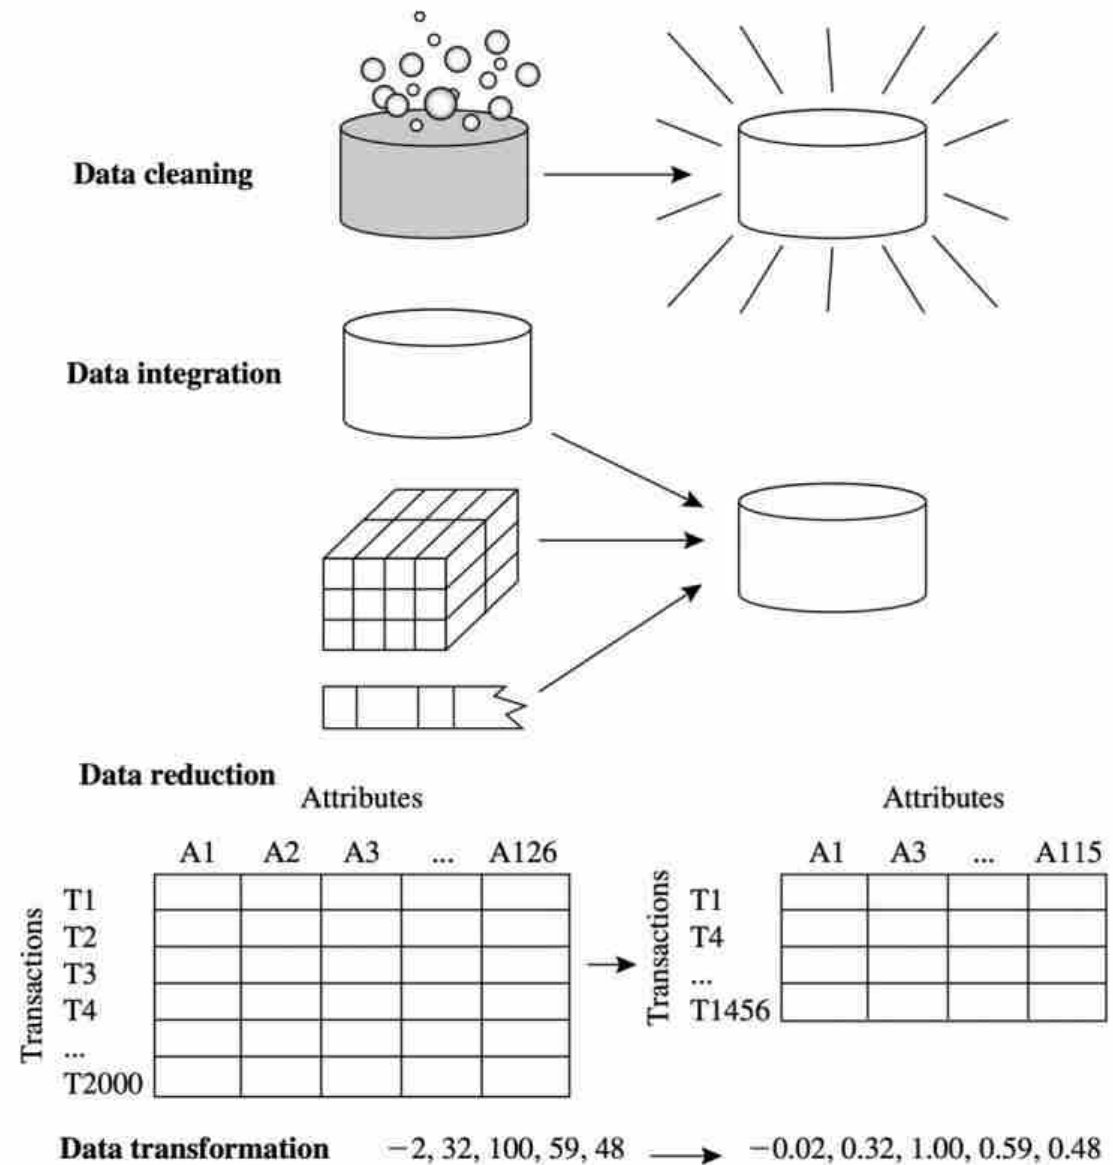 Data cleaning
Data integration
Data reduction
Attributes
Attributes
A1 A2 A3 ... A126
A1 A3 ... A115
Transactions
T1
T2
T3
T4
...
T2000
Transactions
T1
T4
...
T1456
Data transformation −2, 32, 100, 59, 48 −0.02, 0.32, 1.00, 0.59, 0.48